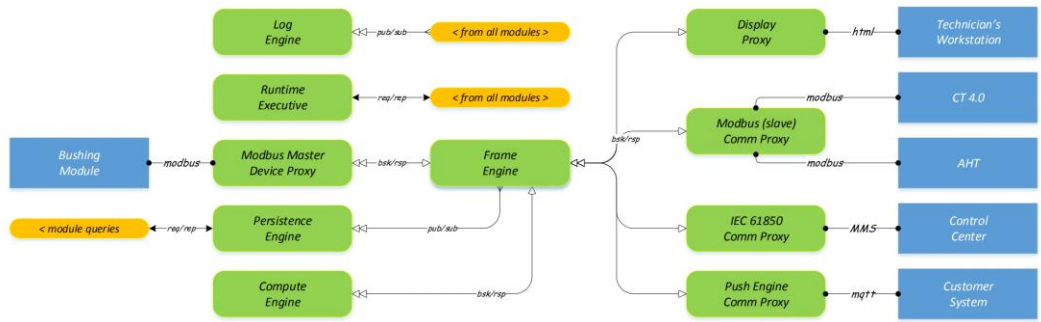 Log
Engine
pub/sub
< from all modules >
Display
Proxy
html
Technician's
Workstation
Runtime
Executive
req/rep
< from all modules >
modbus
CT 4.0
Modbus (slave)
Comm Proxy
bsk/rsp
Bushing
Module
modbus
Modbus Master
Device Proxy
bsk/rsp
Frame
Engine
modbus
AHT
< module queries
req/rep
Persistence
Engine
pub/sub
IEC 61850
Comm Proxy
MMS
Control
Center
Compute
Engine
bsk/rsp
Push Engine
Comm Proxy
mqtt
Customer
System